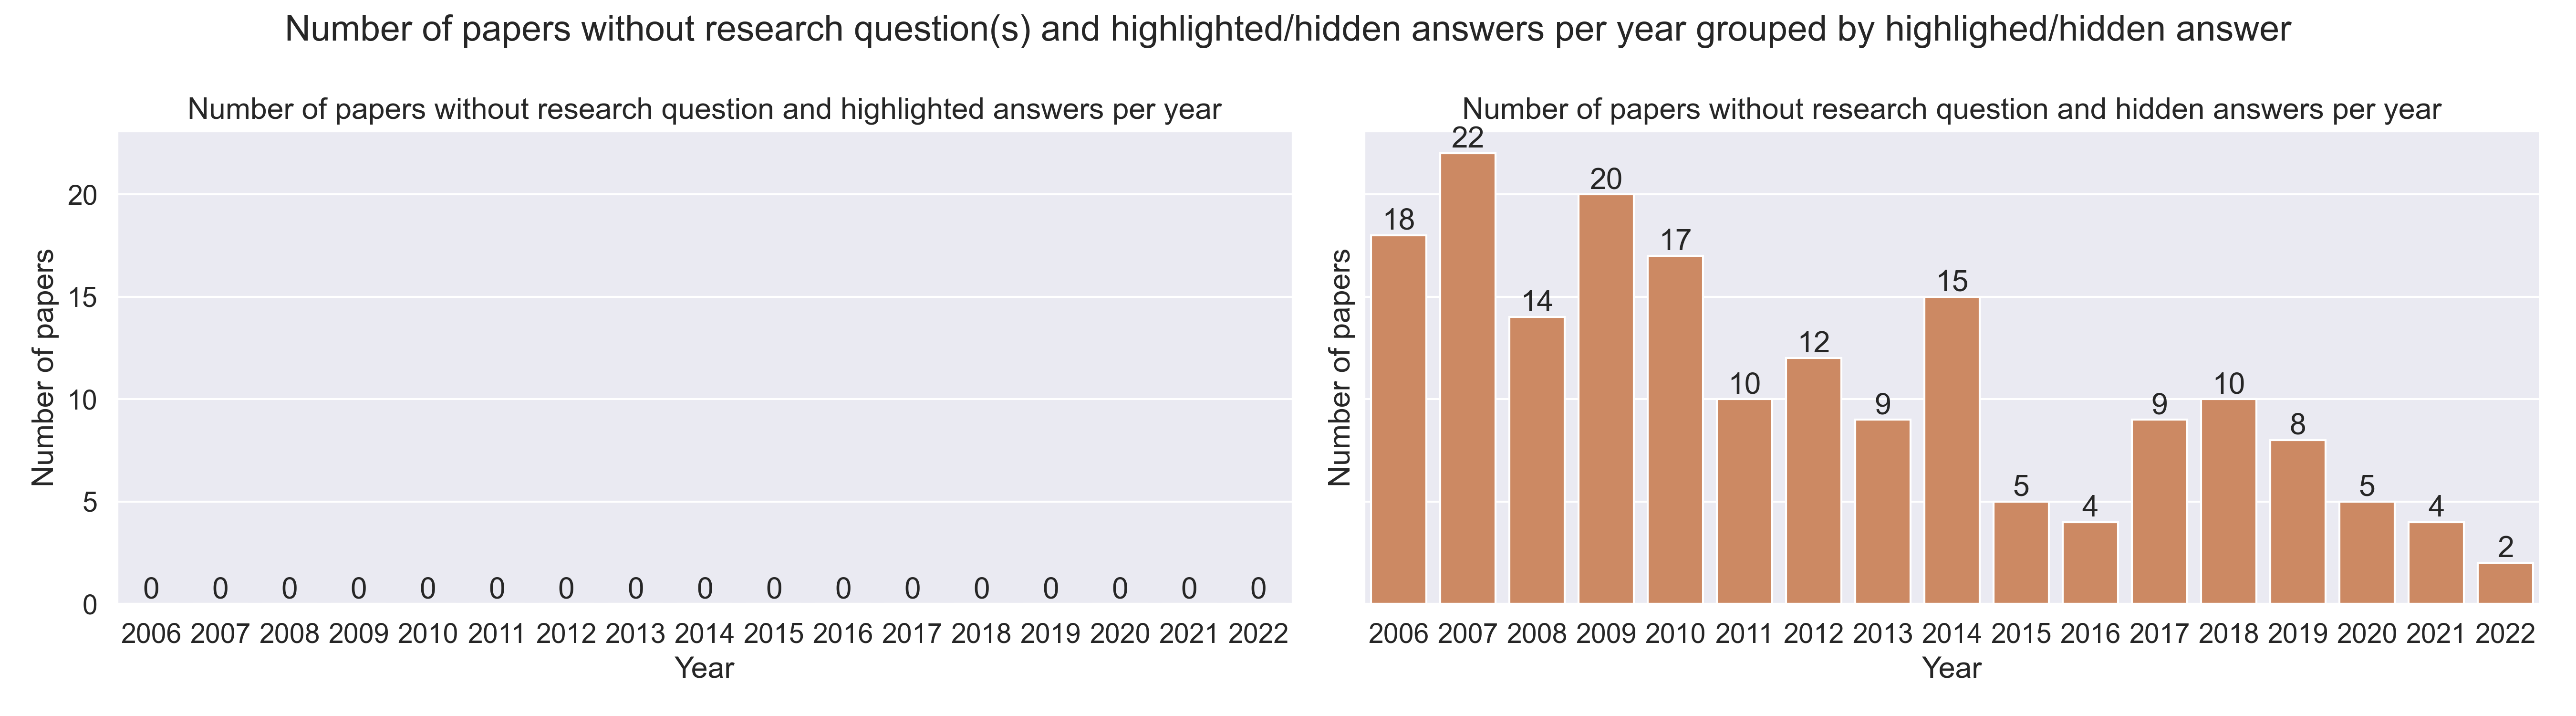 Number of papers without research question(s) and highlighted/hidden answers per year grouped by highlighed/hidden answer
Number of papers without research question and highlighted answers per year
Number of papers
20
15
10
5
0
0 0 0 0 0 0 0 0 0 0 0 0 0 0 0 0 0
2006 2007 2008 2009 2010 2011 2012 2013 2014 2015 2016 2017 2018 2019 2020 2021 2022
Year
Number of papers without research question and hidden answers per year
Number of papers
18 22 14 20 17 10 12 9 15 5 4 9 10 8 5 4 2
2006 2007 2008 2009 2010 2011 2012 2013 2014 2015 2016 2017 2018 2019 2020 2021 2022
Year